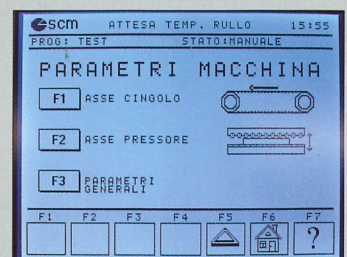 scm ATTESA TEMP. RULLO 15:55
PROG: TEST STATO:MANUALE
PARAMETRI MACCHINA
F1 ASSE CINGOLO
F2 ASSE PRESSORE
F3 PARAMETRI
GENERALI
F1 F2 F3 F4 F5 F6 F7
?